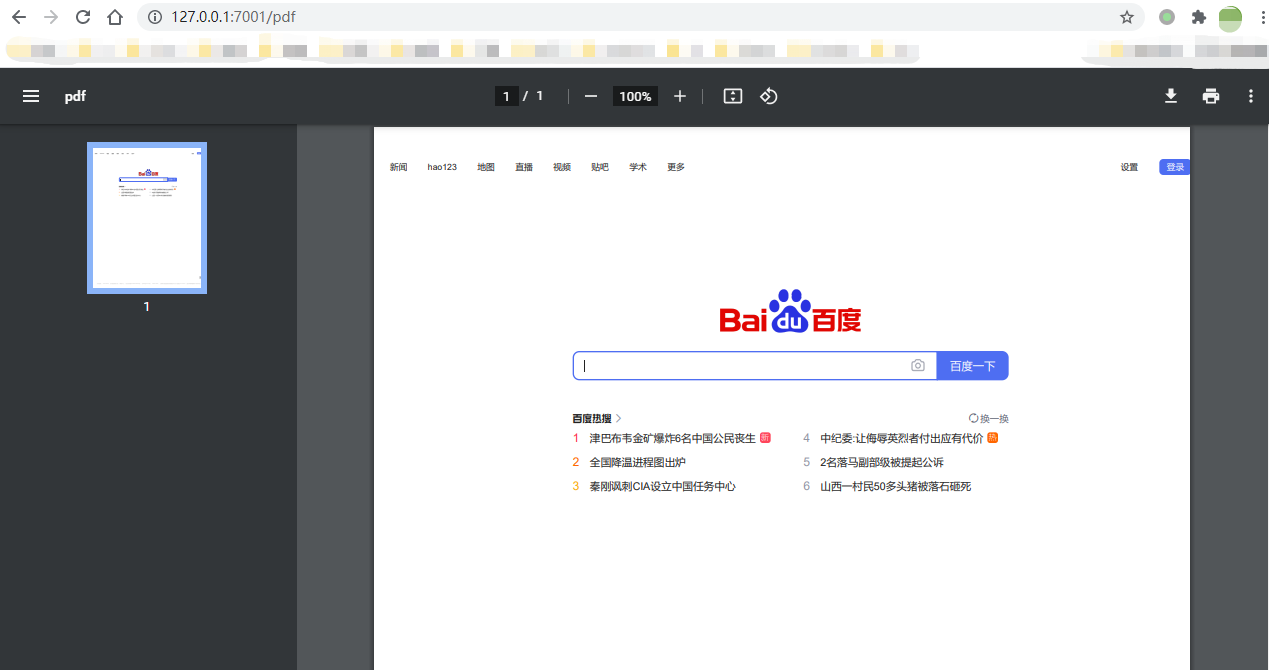 127.0.0.1:7001/pdf
pdf
1 / 1
100%
1
新闻 hao123 地图 直播 视频 贴吧 学术 更多 设置 登录
Bai du 百度
百度一下
百度热搜 换一换
1 津巴布韦金矿爆炸6名中国公民丧生 新
4 中纪委:让侮辱英烈者付出应有代价 热
2 全国降温进程图出炉
5 2名落马副部级被提起公诉
3 秦刚讽刺CIA设立中国任务中心
6 山西一村民50多头猪被落石砸死